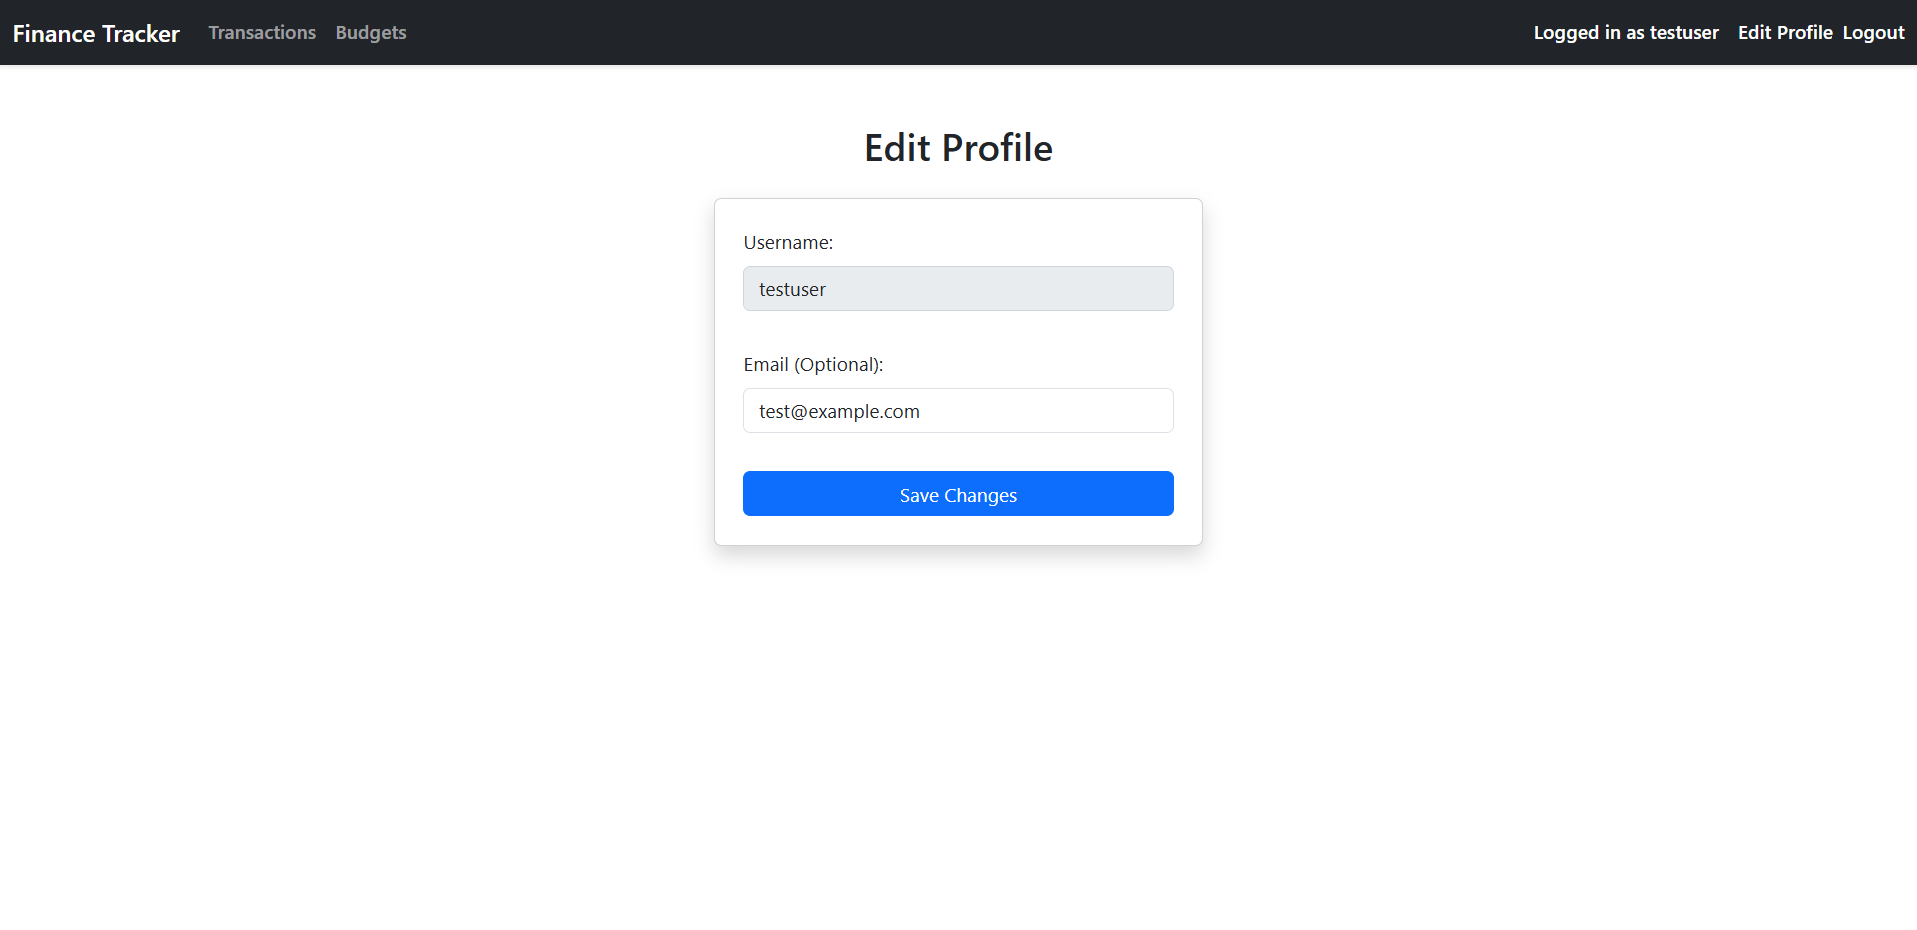 Finance Tracker Transactions Budgets Logged in as testuser Edit Profile Logout
Edit Profile
Username:
testuser
Email (Optional):
test@example.com
Save Changes